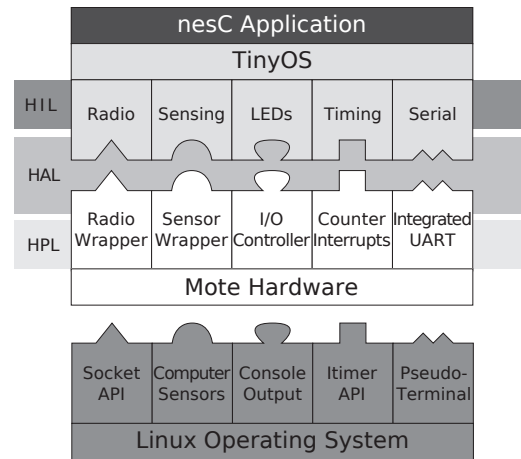 nesC Application
TinyOS
HIL
Radio Sensing LEDs Timing Serial
HAL
Radio Wrapper Sensor Wrapper I/O Controller Counter Interrupts Integrated UART
HPL
Mote Hardware
Socket API Computer Sensors Console Output Itimer API Pseudo-Terminal
Linux Operating System